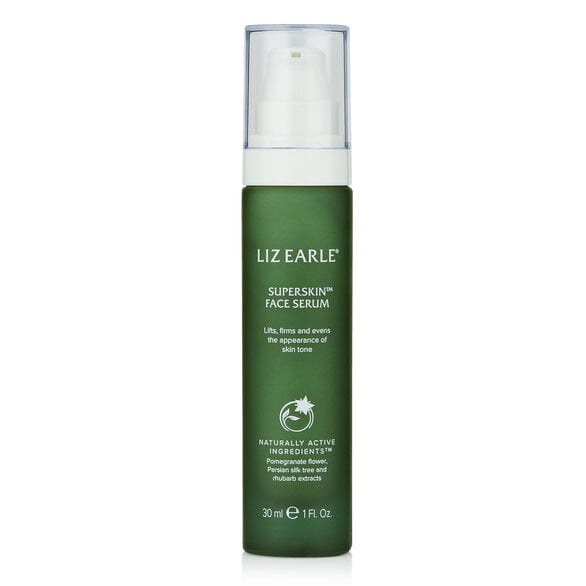 LIZ EARLE®
SUPERSKIN™
FACE SERUM
Lifts, firms and evens
the appearance of
skin tone
NATURALLY ACTIVE
INGREDIENTS™
Pomegranate flower,
Persian silk tree and
rhubarb extracts
30 ml ℮ 1 Fl. Oz.